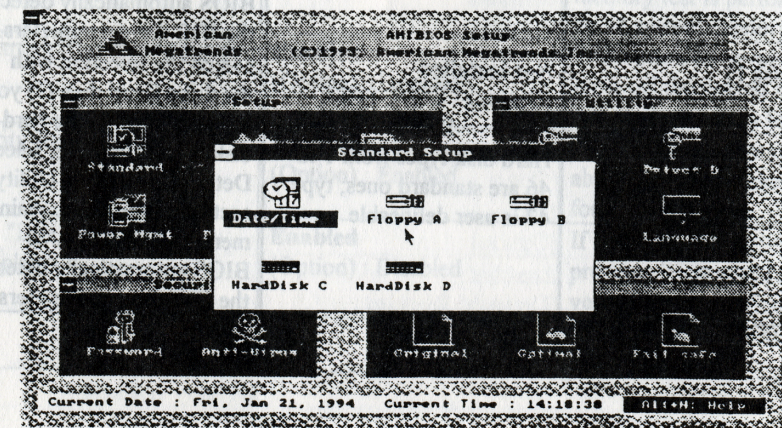 American Megatrends
AMIBIOS Setup
(C)1993 American Megatrends Inc.
Setup
Utility
Standard
Power Mgmt
Detect D
Language
Standard Setup
Date/Time
Floppy A
Floppy B
HardDisk C
HardDisk D
Securi
Password
Anti-Virus
Original
Optimal
Fail safe
Current Date : Fri, Jan 21, 1994
Current Time : 14:18:38
Alt+H: Help